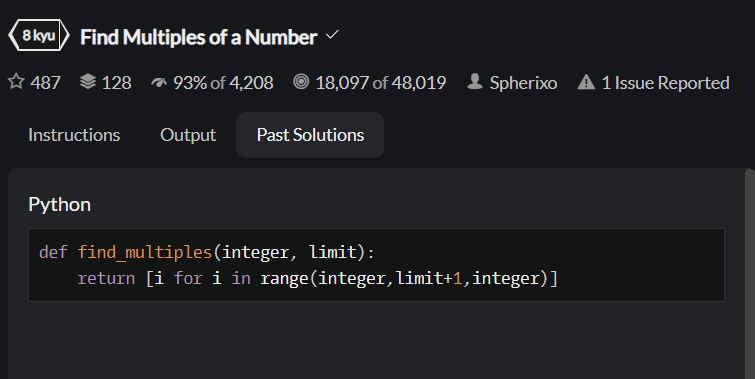 8 kyu Find Multiples of a Number
487 128 93% of 4,208 18,097 of 48,019 Spherixo 1 Issue Reported
Instructions Output Past Solutions
Python
def find_multiples(integer, limit):
    return [i for i in range(integer,limit+1,integer)]